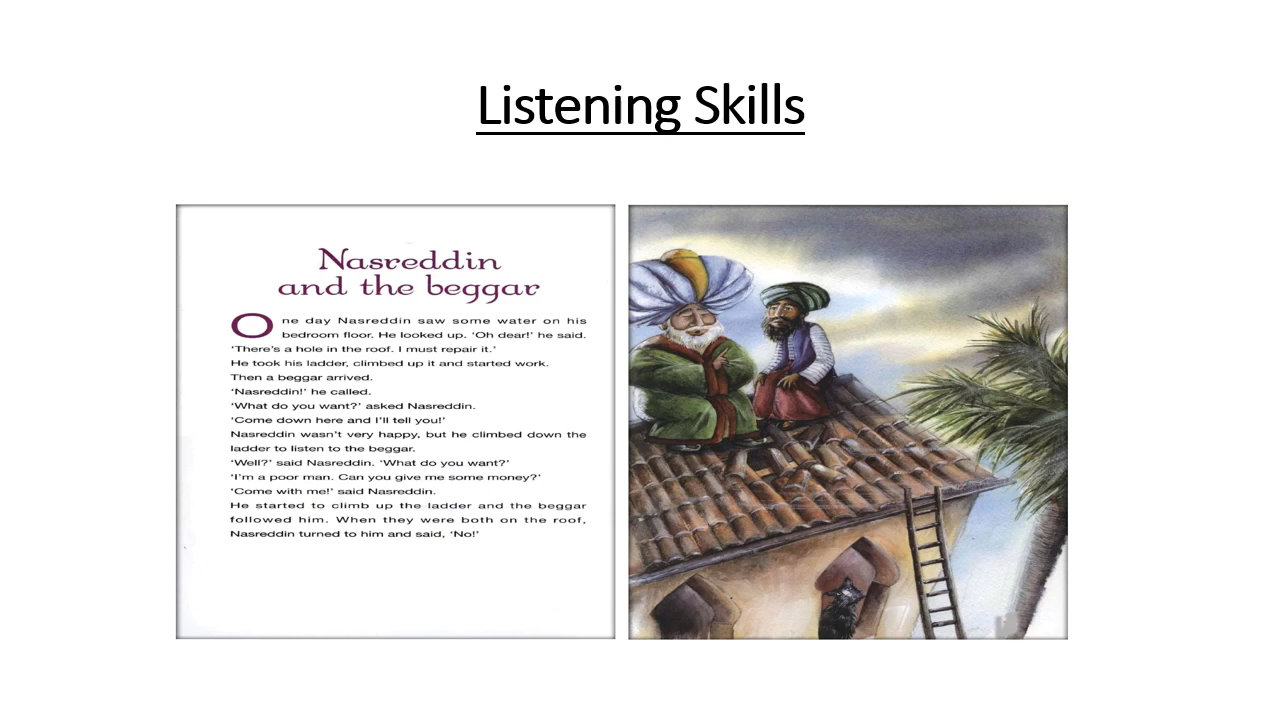 Listening Skills
Nasreddin
and the beggar
One day Nasreddin saw some water on his
bedroom floor. He looked up. ‘Oh dear!’ he said.
‘There’s a hole in the roof. I must repair it.’
He took his ladder, climbed up it and started work.
Then a beggar arrived.
‘Nasreddin!’ he called.
‘What do you want?’ asked Nasreddin.
‘Come down here and I’ll tell you!’
Nasreddin wasn’t very happy, but he climbed down the
ladder to listen to the beggar.
‘Well?’ said Nasreddin. ‘What do you want?’
‘I’m a poor man. Can you give me some money?’
‘Come with me!’ said Nasreddin.
He started to climb up the ladder and the beggar
followed him. When they were both on the roof,
Nasreddin turned to him and said, ‘No!’